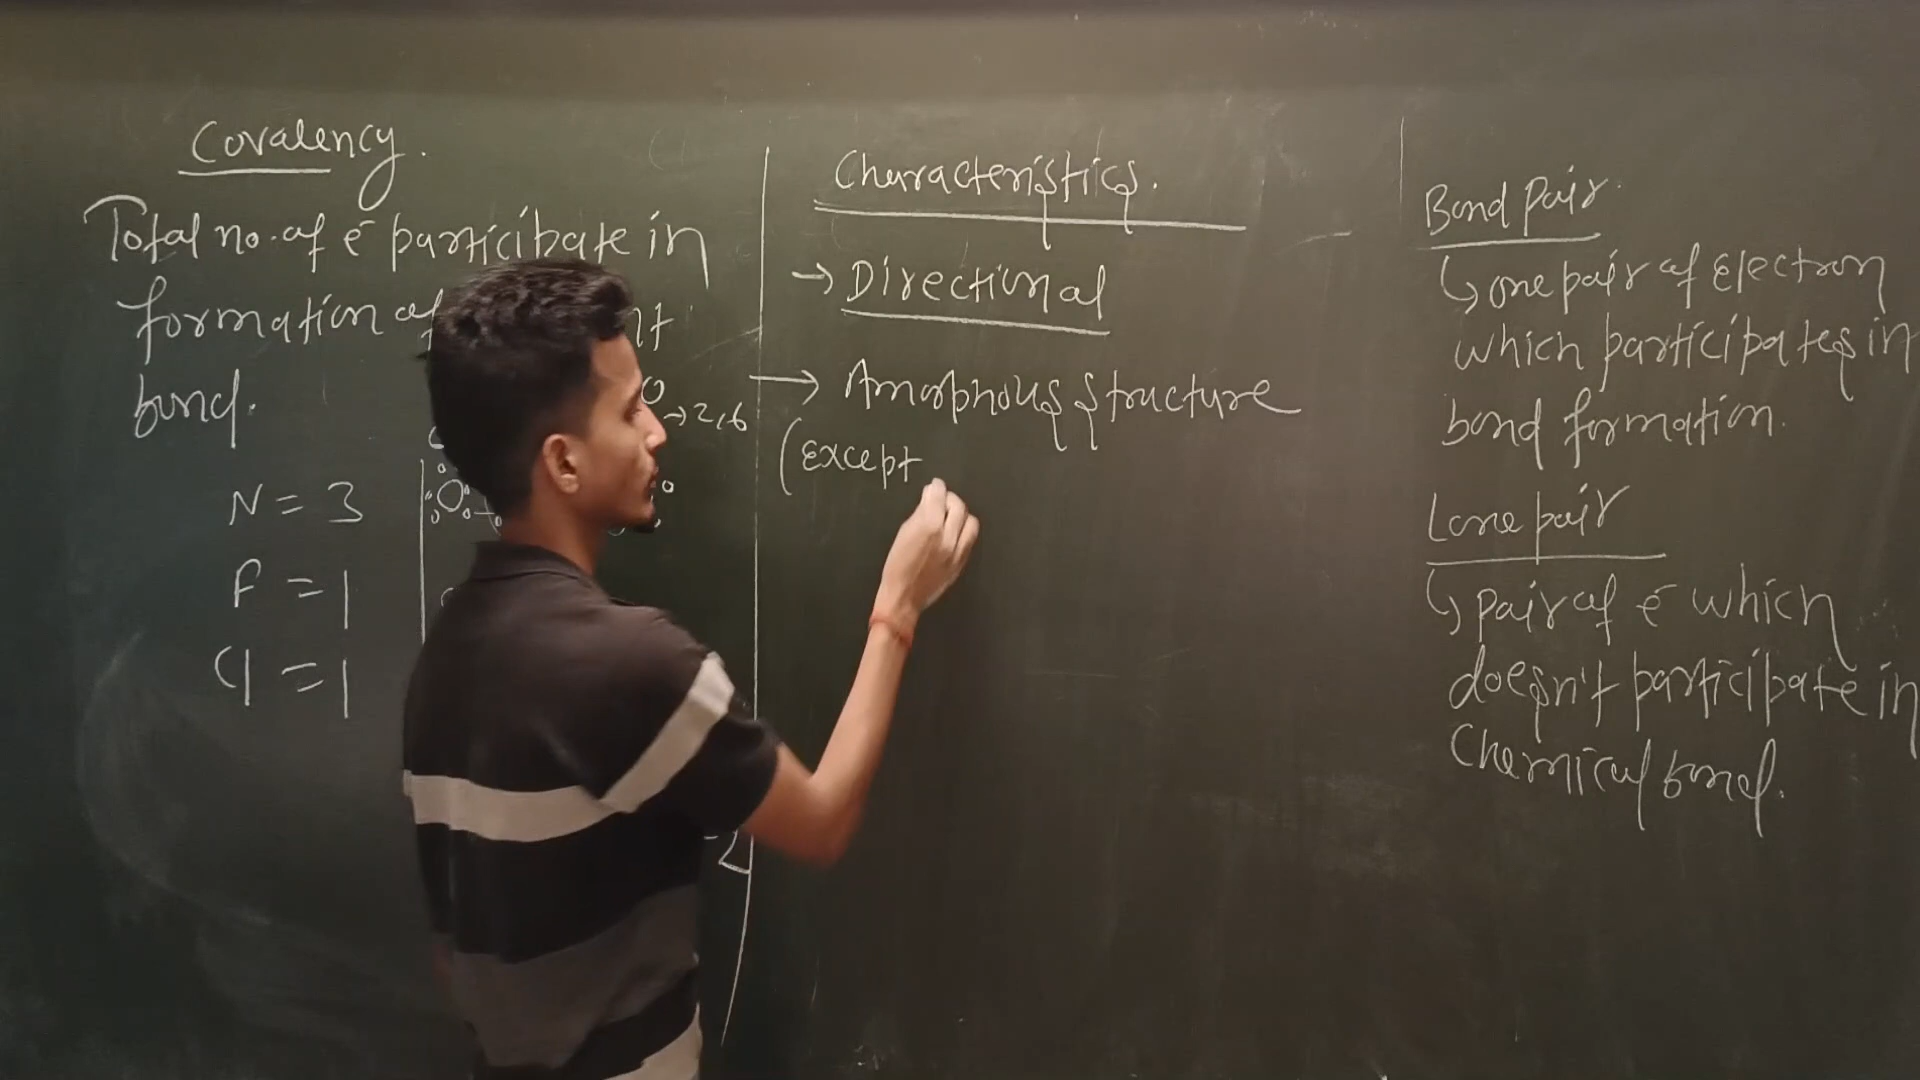 Covalency.
Total no. of e⁻ participate in
formation of
bond.
→ 2,6
N = 3
F = 1
Cl = 1
Characteristics.
→ Directional
→ Amorphous structure
(except
Bond pair.
↳ one pair of electron
which participates in
bond formation.
Lone pair
↳ pair of e⁻ which
doesn't participate in
chemical bond.